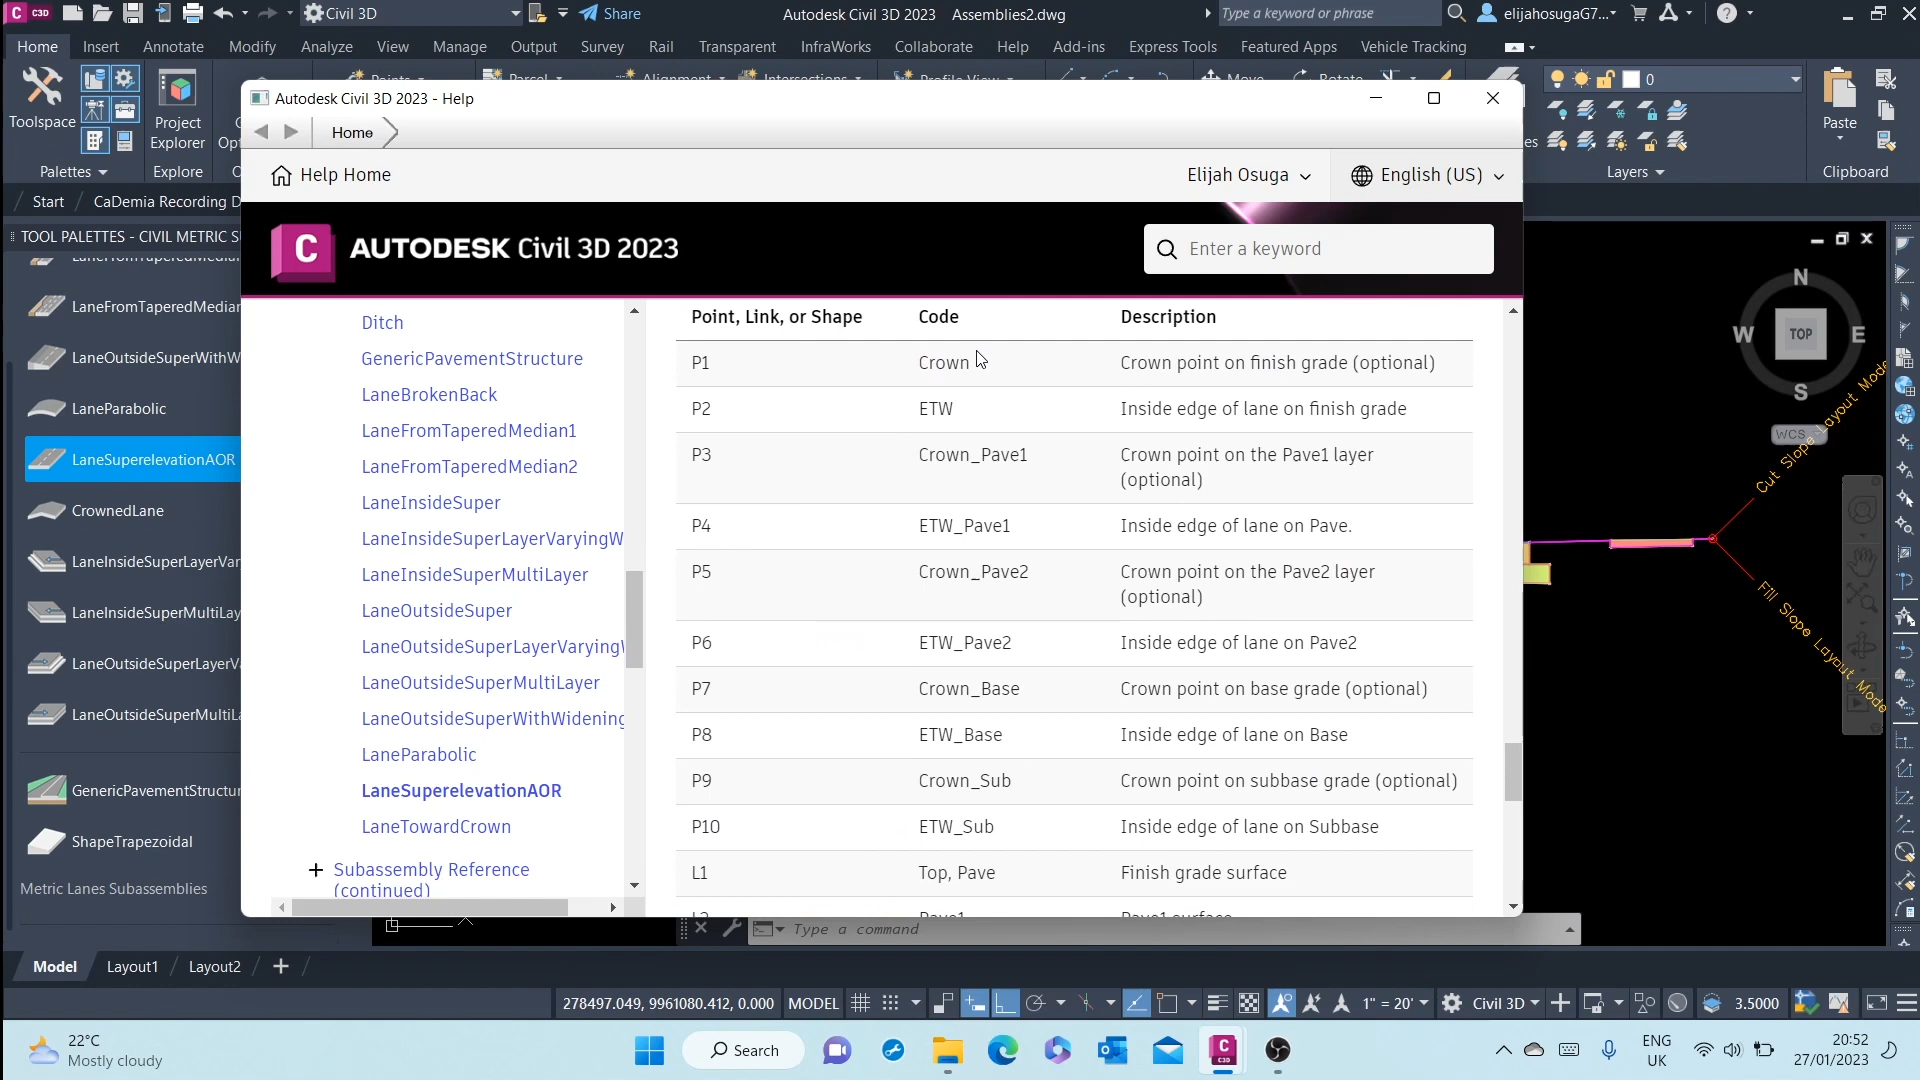 C3D
Civil 3D
Share
Autodesk Civil 3D 2023 Assemblies2.dwg
Type a keyword or phrase
elijahosugaG7...
Home Insert Annotate Modify Analyze View Manage Output Survey Rail Transparent InfraWorks Collaborate Help Add-ins Express Tools Featured Apps Vehicle Tracking
Toolspace
Project
Explorer
Palettes
Explore
0
Paste
Layers
Clipboard
Start
CaDemia Recording D
TOOL PALETTES - CIVIL METRIC S
LaneFromTaperedMedian
LaneOutsideSuperWithW
LaneParabolic
LaneSuperelevationAOR
CrownedLane
LaneInsideSuperLayerVar
LaneInsideSuperMultiLay
LaneOutsideSuperLayerVa
LaneOutsideSuperMultiLa
GenericPavementStructur
ShapeTrapezoidal
Metric Lanes Subassemblies
Autodesk Civil 3D 2023 - Help
Home
Help Home
Elijah Osuga
English (US)
C AUTODESK Civil 3D 2023
Enter a keyword
Ditch
GenericPavementStructure
LaneBrokenBack
LaneFromTaperedMedian1
LaneFromTaperedMedian2
LaneInsideSuper
LaneInsideSuperLayerVaryingW
LaneInsideSuperMultiLayer
LaneOutsideSuper
LaneOutsideSuperLayerVaryingW
LaneOutsideSuperMultiLayer
LaneOutsideSuperWithWidening
LaneParabolic
LaneSuperelevationAOR
LaneTowardCrown
Subassembly Reference
(continued)
Point, Link, or Shape Code Description
P1 Crown Crown point on finish grade (optional)
P2 ETW Inside edge of lane on finish grade
P3 Crown_Pave1 Crown point on the Pave1 layer
(optional)
P4 ETW_Pave1 Inside edge of lane on Pave.
P5 Crown_Pave2 Crown point on the Pave2 layer
(optional)
P6 ETW_Pave2 Inside edge of lane on Pave2
P7 Crown_Base Crown point on base grade (optional)
P8 ETW_Base Inside edge of lane on Base
P9 Crown_Sub Crown point on subbase grade (optional)
P10 ETW_Sub Inside edge of lane on Subbase
L1 Top, Pave Finish grade surface
L2 Pave1 Pave1 surface
N
W TOP E
S
WCS
Cut Slope Layout Mode
Fill Slope Layout Mode
Type a command
Model Layout1 Layout2
278497.049, 9961080.412, 0.000 MODEL
1" = 20'
Civil 3D
3.5000
22°C
Mostly cloudy
Search
ENG
UK
20:52
27/01/2023